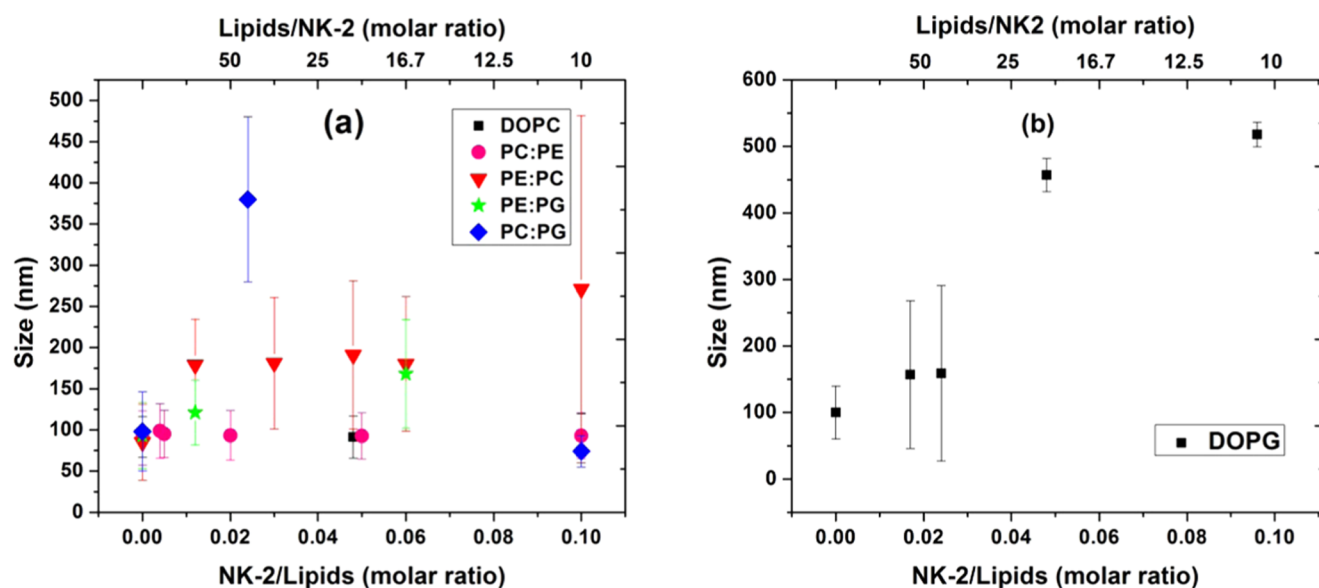 Lipids/NK-2 (molar ratio)
50 25 16.7 12.5 10
500
450
400
350
300
250
200
150
100
50
0
Size (nm)
(a)
DOPC
PC:PE
PE:PC
PE:PG
PC:PG
0.00 0.02 0.04 0.06 0.08 0.10
NK-2/Lipids (molar ratio)
Lipids/NK2 (molar ratio)
50 25 16.7 12.5 10
600
500
400
300
200
100
0
Size (nm)
(b)
DOPG
0.00 0.02 0.04 0.06 0.08 0.10
NK-2/Lipids (molar ratio)